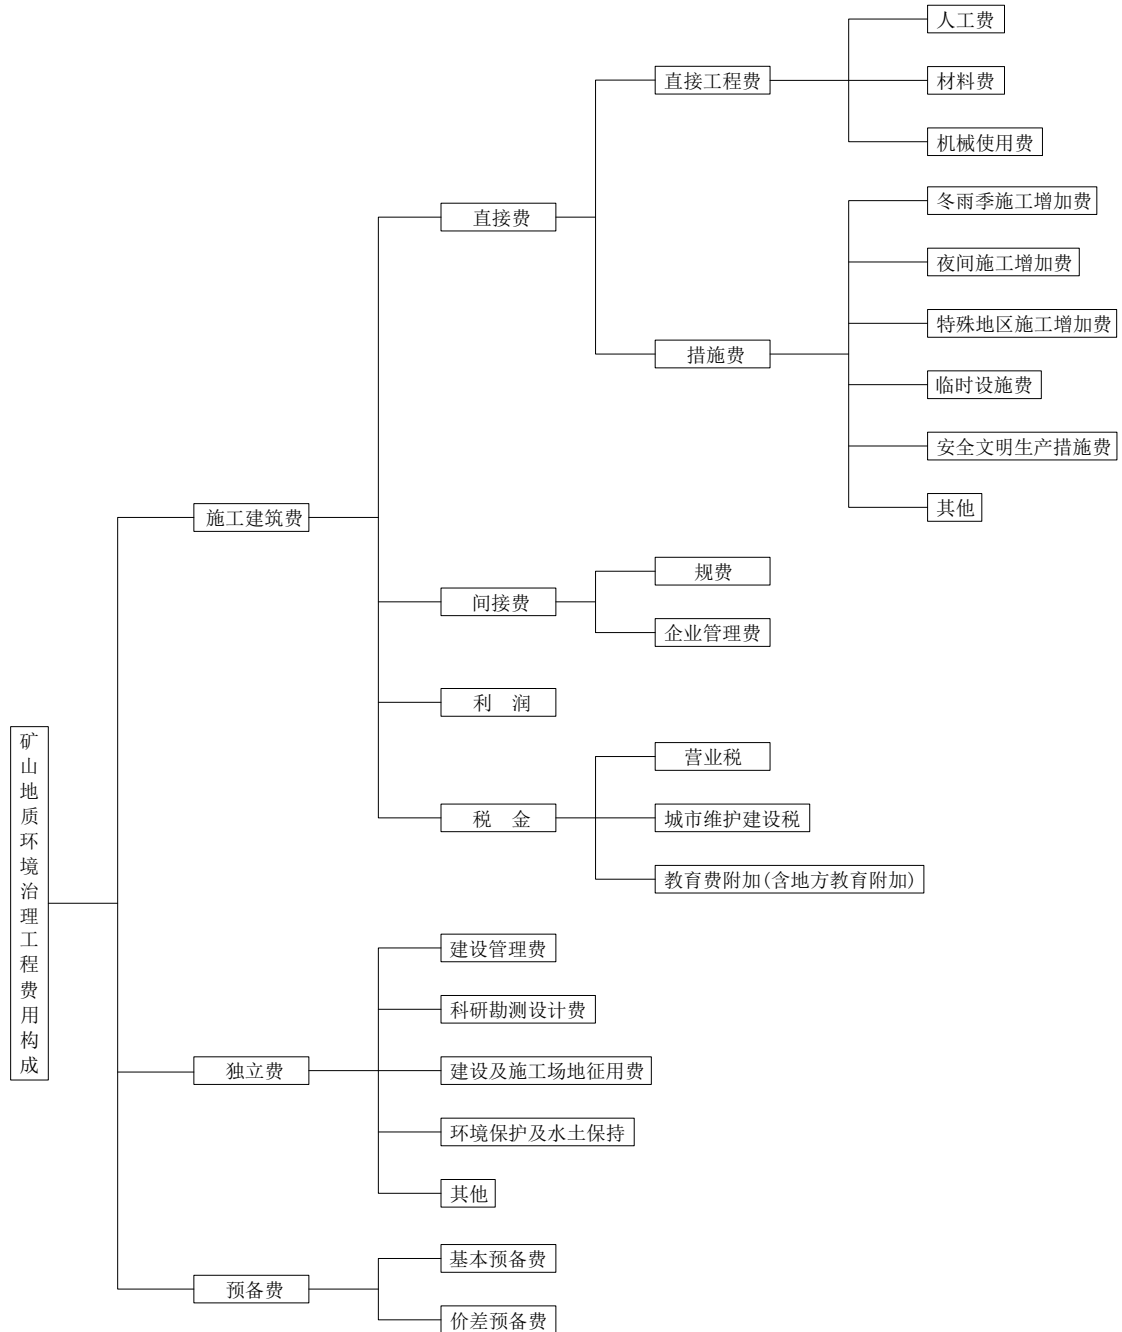 矿山地质环境治理工程费用构成
施工建筑费
直接费
直接工程费
人工费
材料费
机械使用费
措施费
冬雨季施工增加费
夜间施工增加费
特殊地区施工增加费
临时设施费
安全文明生产措施费
其他
间接费
规费
企业管理费
利 润
税 金
营业税
城市维护建设税
教育费附加(含地方教育附加)
独立费
建设管理费
科研勘测设计费
建设及施工场地征用费
环境保护及水土保持
其他
预备费
基本预备费
价差预备费